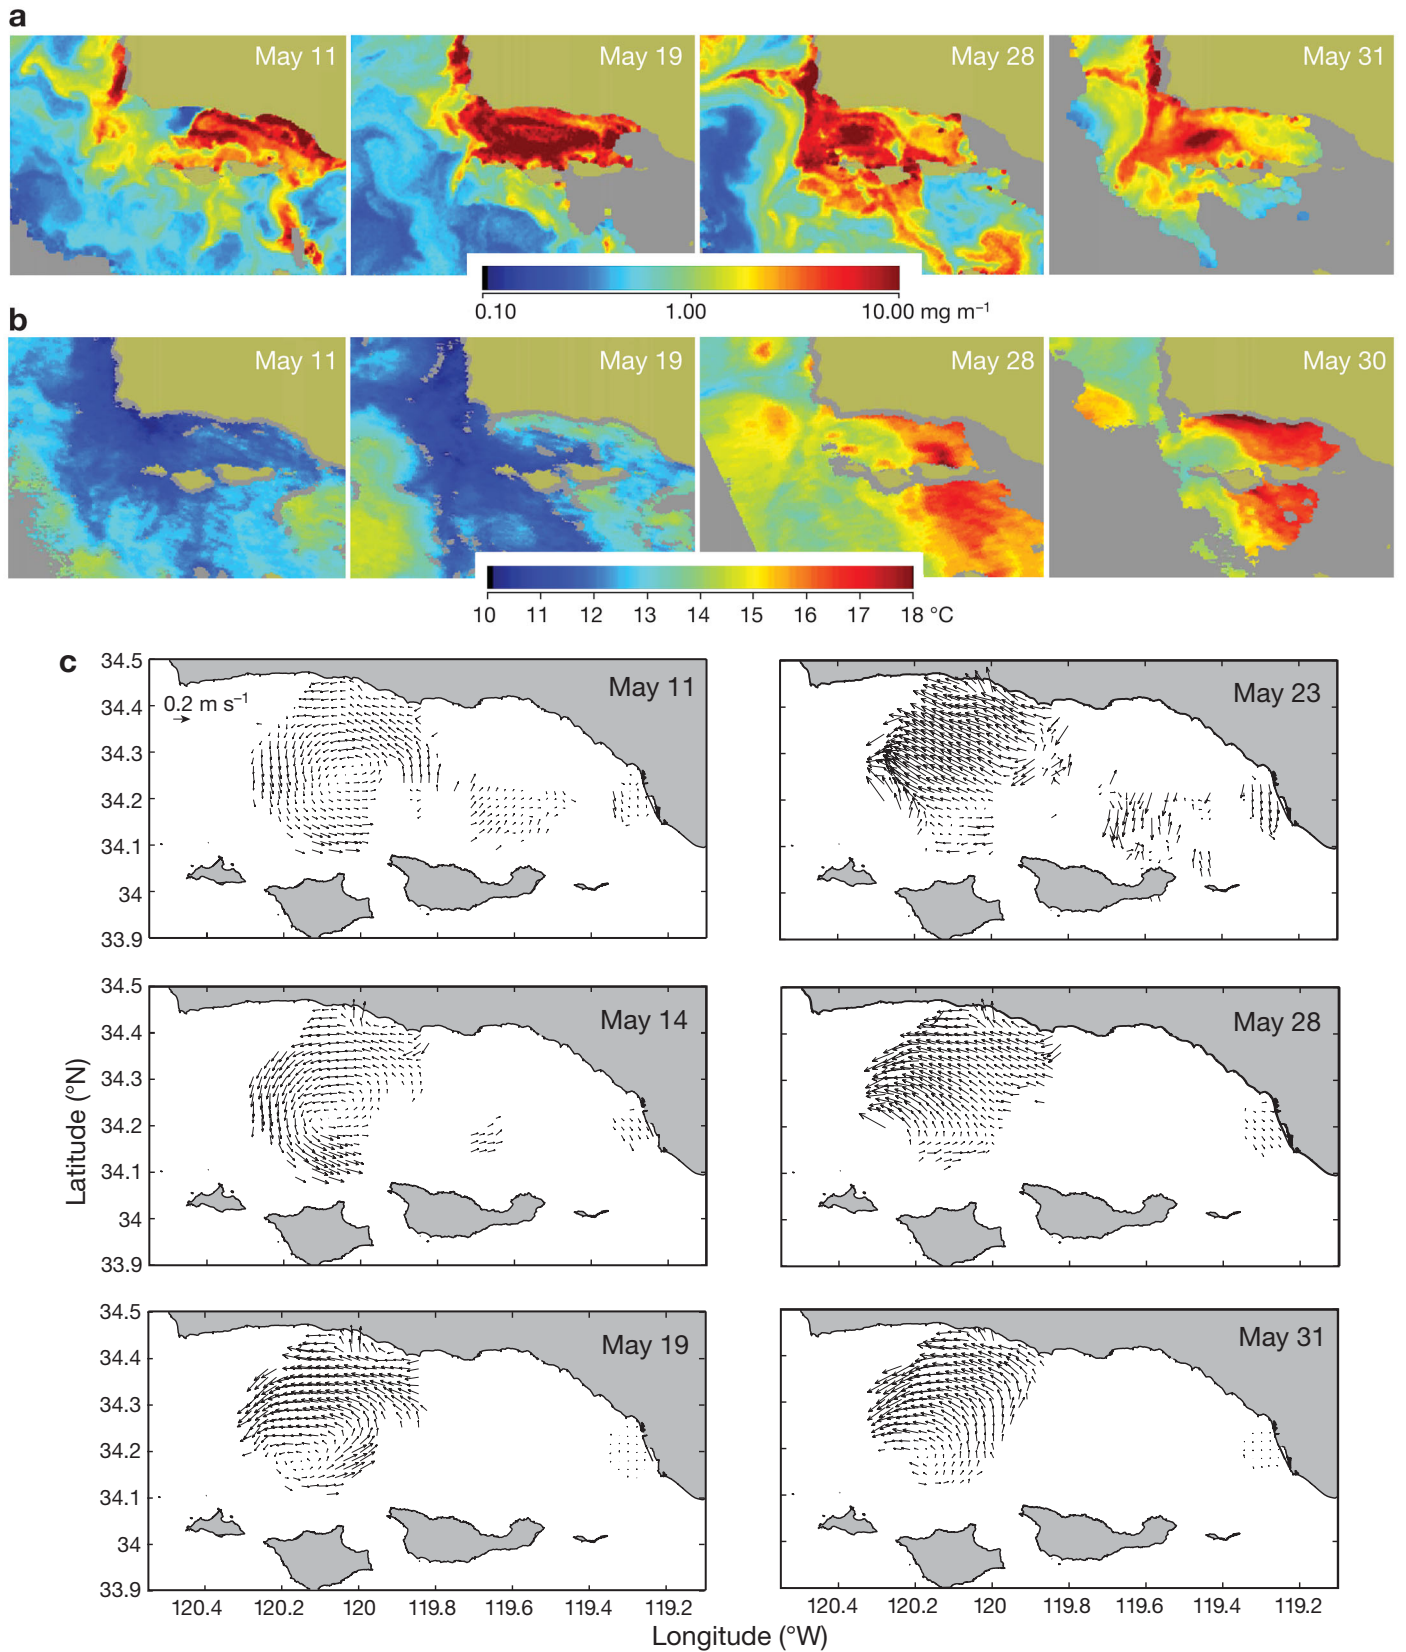 a
May 11
May 19
May 28
May 31
0.10
1.00
10.00 mg m⁻¹
b
May 11
May 19
May 28
May 30
10
11
12
13
14
15
16
17
18 °C
c
34.5
34.4
34.3
34.2
34.1
34
33.9
0.2 m s⁻¹
May 11
May 23
34.5
34.4
34.3
34.2
34.1
34
33.9
May 14
May 28
Latitude (°N)
34.5
34.4
34.3
34.2
34.1
34
33.9
May 19
May 31
120.4
120.2
120
119.8
119.6
119.4
119.2
120.4
120.2
120
119.8
119.6
119.4
119.2
Longitude (°W)